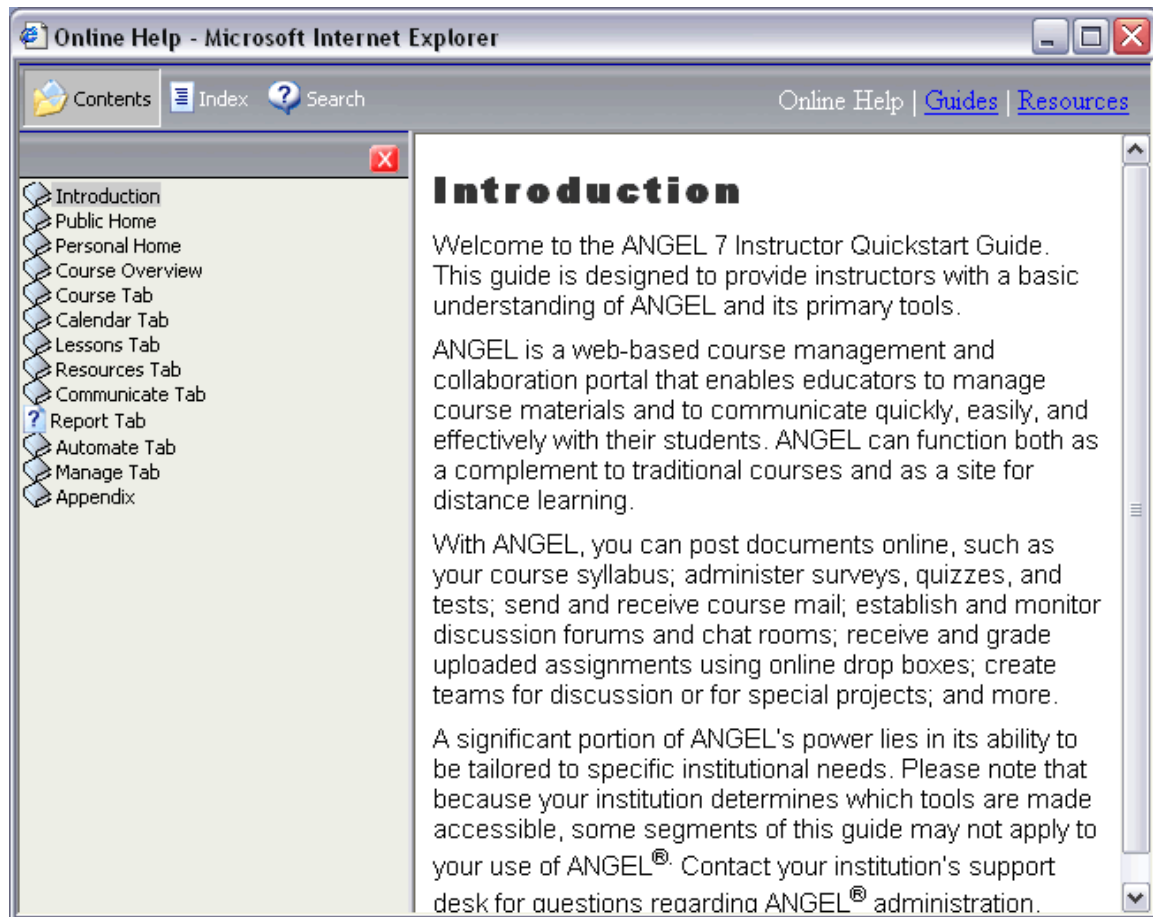 Online Help - Microsoft Internet Explorer
Contents Index Search Online Help | Guides | Resources
Introduction
Public Home
Personal Home
Course Overview
Course Tab
Calendar Tab
Lessons Tab
Resources Tab
Communicate Tab
Report Tab
Automate Tab
Manage Tab
Appendix
Introduction
Welcome to the ANGEL 7 Instructor Quickstart Guide.
This guide is designed to provide instructors with a basic
understanding of ANGEL and its primary tools.
ANGEL is a web-based course management and
collaboration portal that enables educators to manage
course materials and to communicate quickly, easily, and
effectively with their students. ANGEL can function both as
a complement to traditional courses and as a site for
distance learning.
With ANGEL, you can post documents online, such as
your course syllabus; administer surveys, quizzes, and
tests; send and receive course mail; establish and monitor
discussion forums and chat rooms; receive and grade
uploaded assignments using online drop boxes; create
teams for discussion or for special projects; and more.
A significant portion of ANGEL's power lies in its ability to
be tailored to specific institutional needs. Please note that
because your institution determines which tools are made
accessible, some segments of this guide may not apply to
your use of ANGEL®. Contact your institution's support
desk for questions regarding ANGEL® administration.